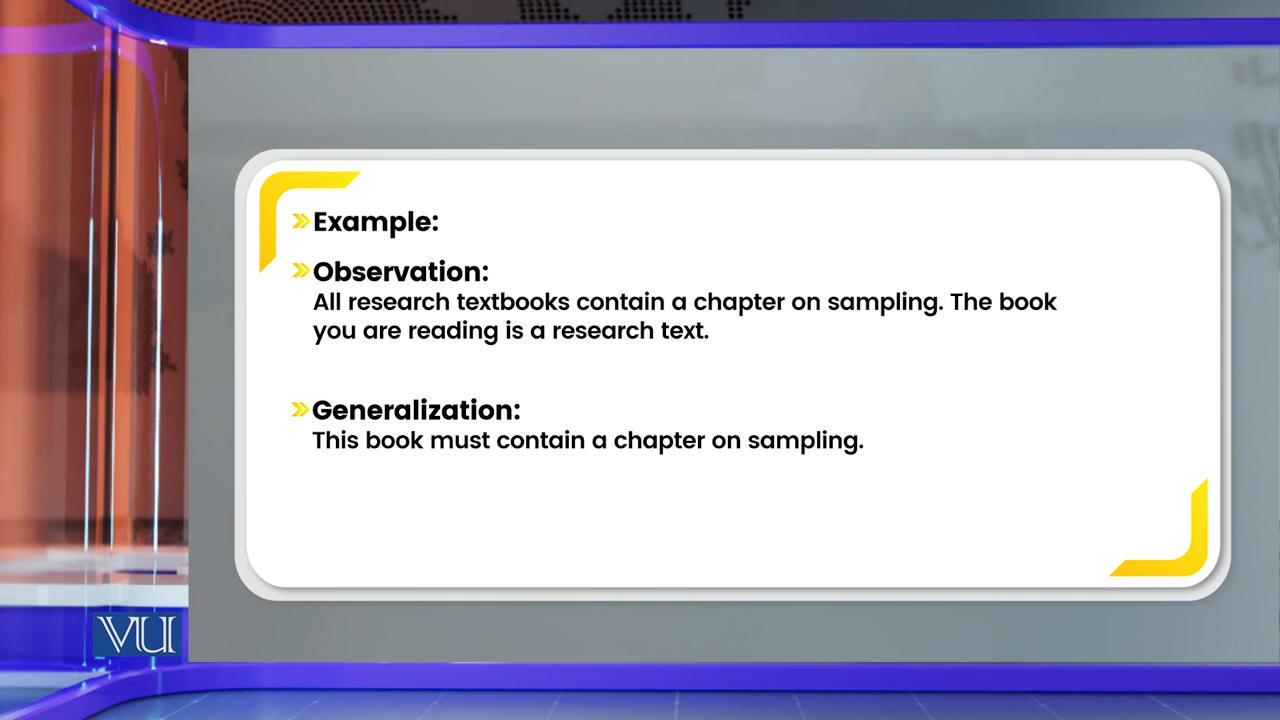 Example:
Observation:
All research textbooks contain a chapter on sampling. The book
you are reading is a research text.
Generalization:
This book must contain a chapter on sampling.
VU